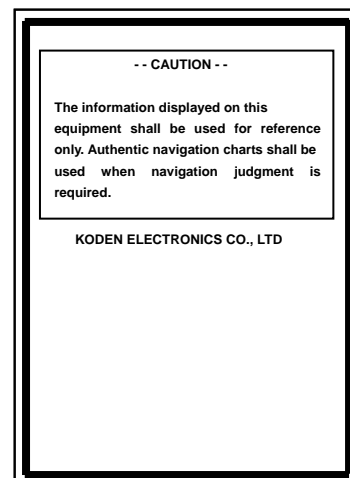 - - CAUTION - -
The information displayed on this
equipment shall be used for reference
only. Authentic navigation charts shall be
used when navigation judgment is
required.
KODEN ELECTRONICS CO., LTD